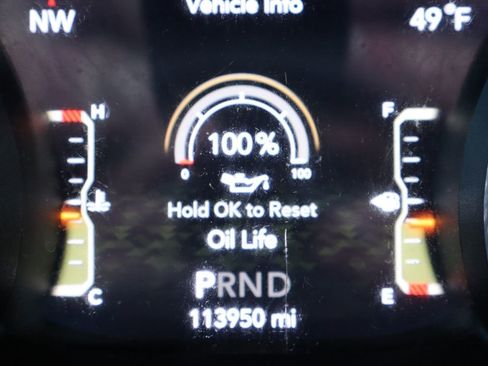 Vehicle Info
NW
49°F
H
F
100%
0
100
Hold OK to Reset
Oil Life
PRND
C
E
113950 mi